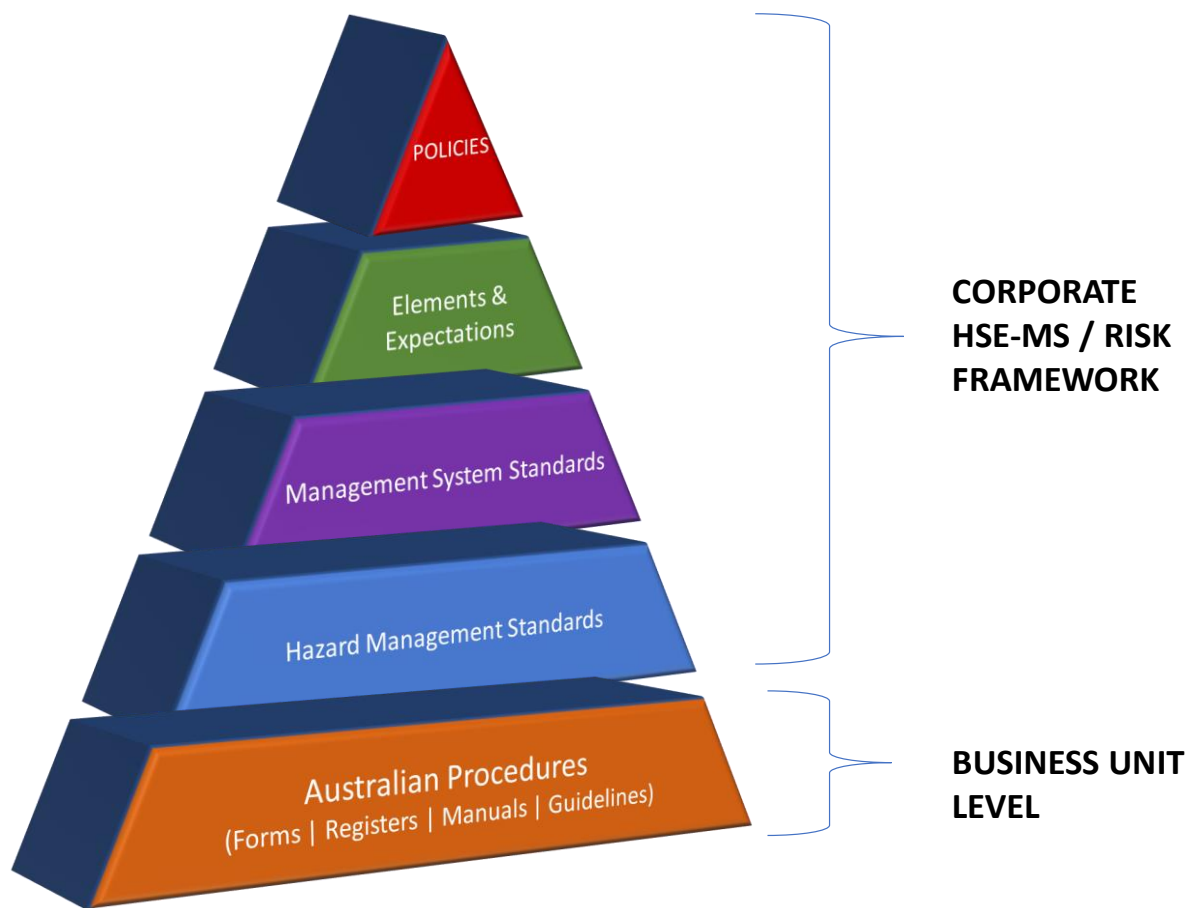 POLICIES
Elements &
Expectations
Management System Standards
Hazard Management Standards
Australian Procedures
(Forms | Registers | Manuals | Guidelines)
CORPORATE
HSE-MS / RISK
FRAMEWORK
BUSINESS UNIT
LEVEL